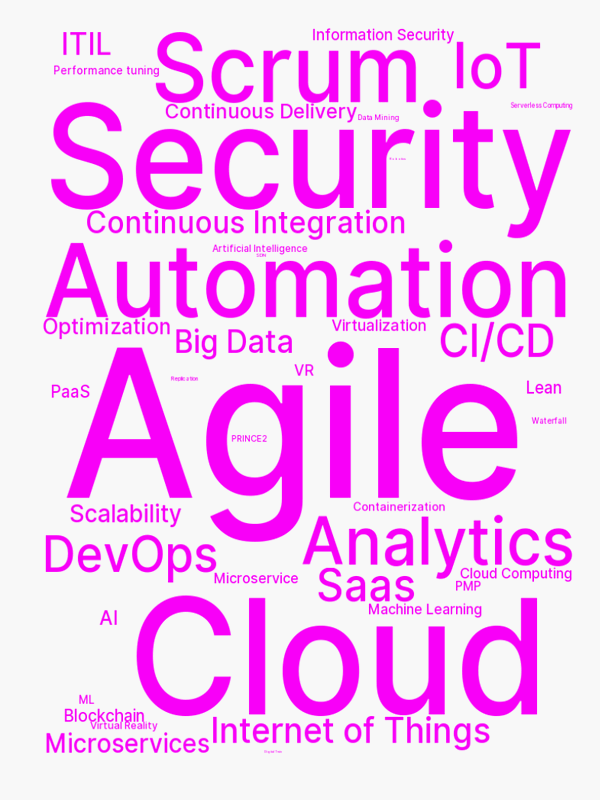 ITIL
Scrum
Information Security
IoT
Performance tuning
Continuous Delivery
Data Mining
Serverless Computing
Security
Continuous Integration
Artificial Intelligence
SDN
Automation
Optimization
Big Data
Virtualization
CI/CD
VR
Replication
PaaS
Agile
Lean
Waterfall
PRINCE2
Scalability
Containerization
DevOps
Analytics
Microservice
Saas
Cloud Computing
PMP
AI
Machine Learning
Cloud
ML
Blockchain
Virtual Reality
Internet of Things
Microservices